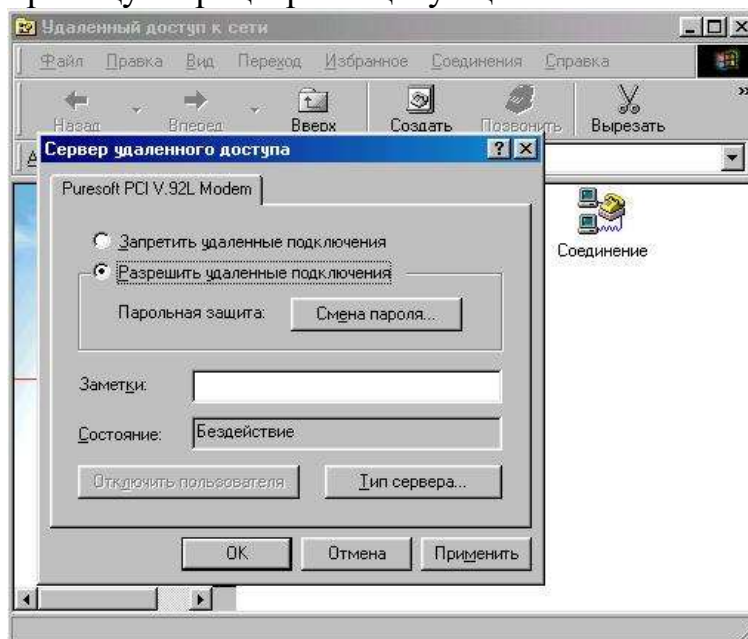 Удаленный доступ к сети
Файл Правка Вид Переход Избранное Соединения Справка
Назад Вперед Вверх Создать Позвонить Вырезать
Сервер удаленного доступа
Puresoft PCI V.92L Modem
Запретить удаленные подключения
Разрешить удаленные подключения
Парольная защита: Смена пароля...
Соединение
Заметки:
Состояние: Бездействие
Отключить пользователя Тип сервера...
OK Отмена Применить